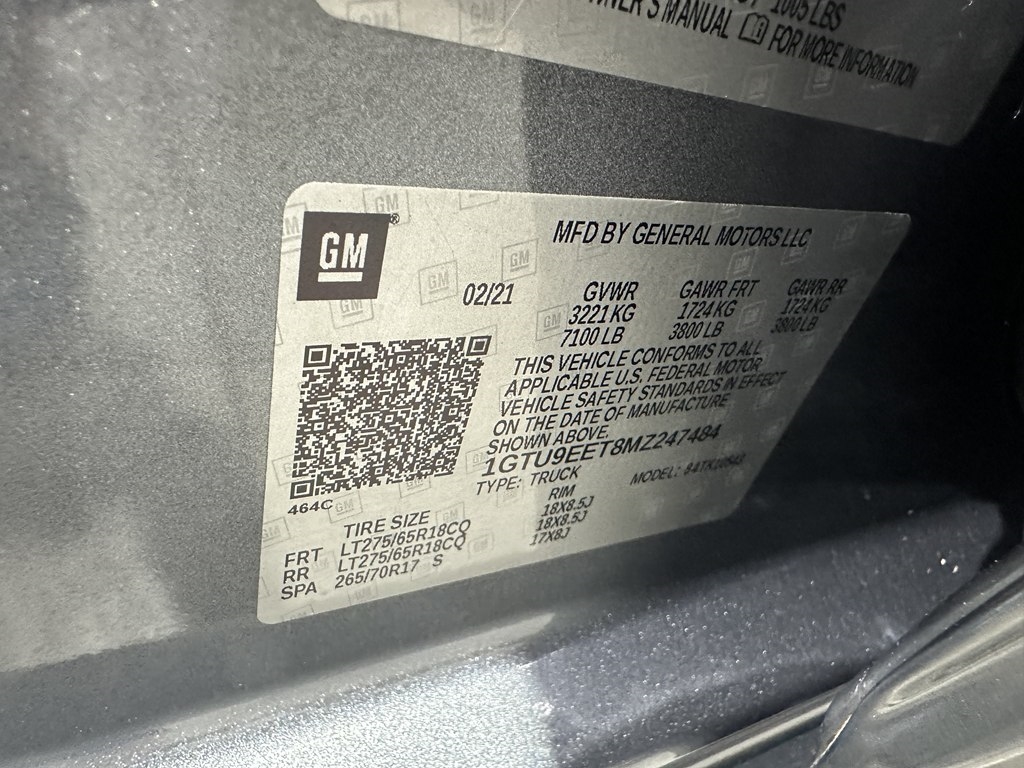 1005 LBS
OWNER'S MANUAL FOR MORE INFORMATION
GM
MFD BY GENERAL MOTORS LLC
02/21
GVWR GAWR FRT GAWR RR
3221 KG 1724 KG 1724 KG
7100 LB 3800 LB 3800 LB
THIS VEHICLE CONFORMS TO ALL
APPLICABLE U.S. FEDERAL MOTOR
VEHICLE SAFETY STANDARDS IN EFFECT
ON THE DATE OF MANUFACTURE
SHOWN ABOVE.
1GTU9EET8MZ247484
TYPE: TRUCK MODEL:
464C
TIRE SIZE RIM
FRT LT275/65R18CQ 18X8.5J
RR LT275/65R18CQ 18X8.5J
SPA 265/70R17 S 17X8J